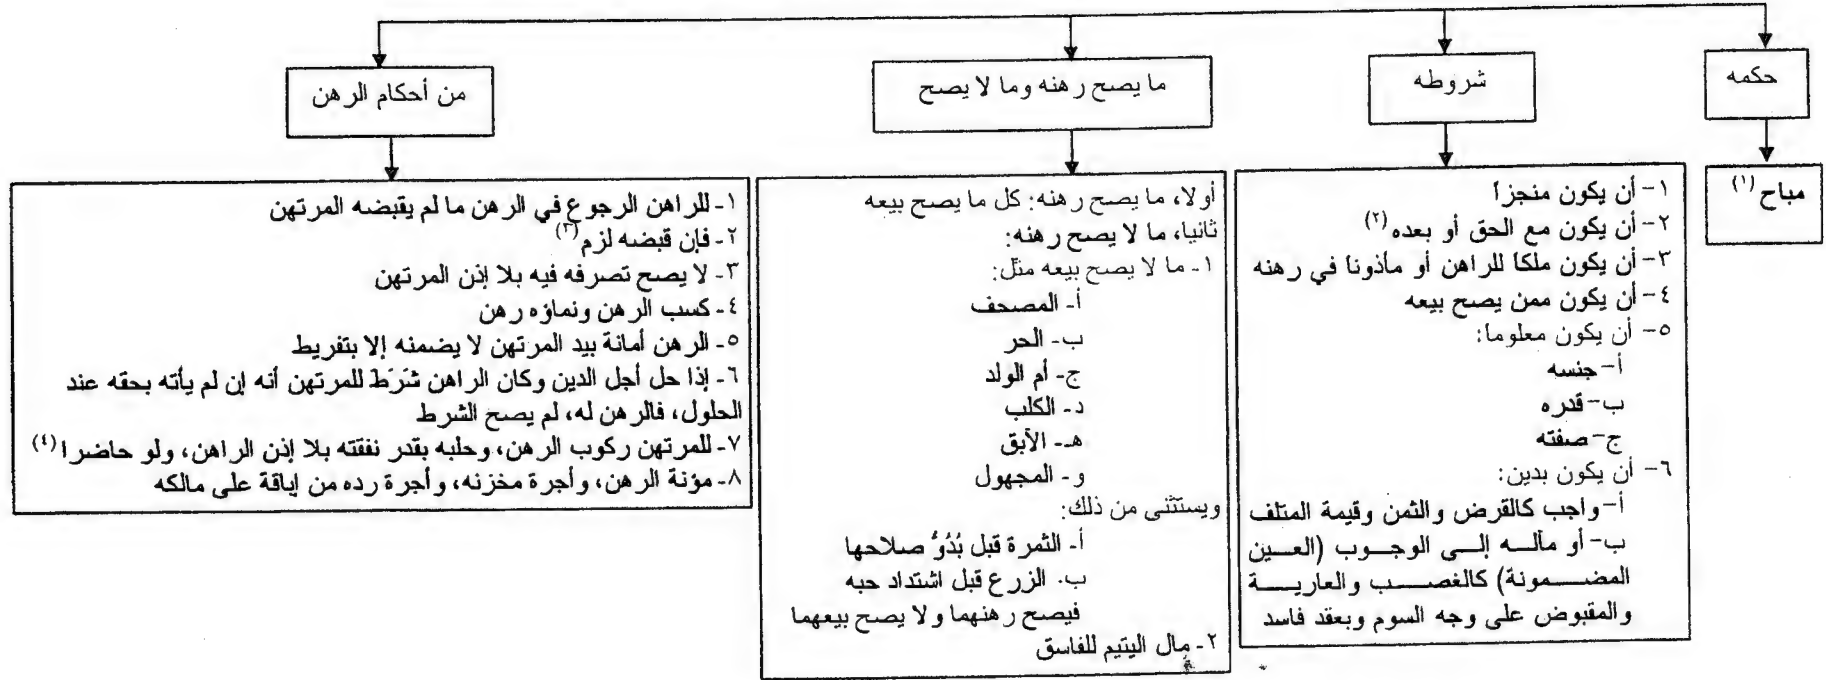 حكمه
مباح (١)
شروطه
١- أن يكون منجزا
٢- أن يكون مع الحق أو بعده (٢)
٣- أن يكون ملكا للراهن أو مأذونا في رهنه
٤- أن يكون ممن يصح بيعه
٥- أن يكون معلوما:
أ- جنسه
ب- قدره
ج- صفته
٦- أن يكون بدين:
أ- واجب كالقرض والثمن وقيمة المتلف
ب- أو مآله إلى الوجوب (العين
المضمونة) كالغصب والعارية
والمقبوض على وجه السوم وبعقد فاسد
ما يصح رهنه وما لا يصح
أولا، ما يصح رهنه: كل ما يصح بيعه
ثانيا، ما لا يصح رهنه:
١- ما لا يصح بيعه مثل:
أ- المصحف
ب- الحر
ج- أم الولد
د- الكلب
هـ- الآبق
و- المجهول
ويستثنى من ذلك:
أ- الثمرة قبل بُدُوُ صلاحها
ب- الزرع قبل اشتداد حبه
فيصح رهنهما ولا يصح بيعهما
٢- مال اليتيم للفاسق
من أحكام الرهن
١- للراهن الرجوع في الرهن ما لم يقبضه المرتهن
٢- فإن قبضه لزم (٣)
٣- لا يصح تصرفه فيه بلا إذن المرتهن
٤- كسب الرهن ونماؤه رهن
٥- الرهن أمانة بيد المرتهن لا يضمنه إلا بتفريط
٦- إذا حل أجل الدين وكان الراهن شَرَطَ للمرتهن أنه إن لم يأته بحقه عند
الحلول، فالرهن له، لم يصح الشرط
٧- للمرتهن ركوب الرهن، وحلبه بقدر نفقته بلا إذن الراهن، ولو حاضرا (٤)
٨- مؤنة الرهن، وأجرة مخزنه، وأجرة رده من إباقة على مالكه